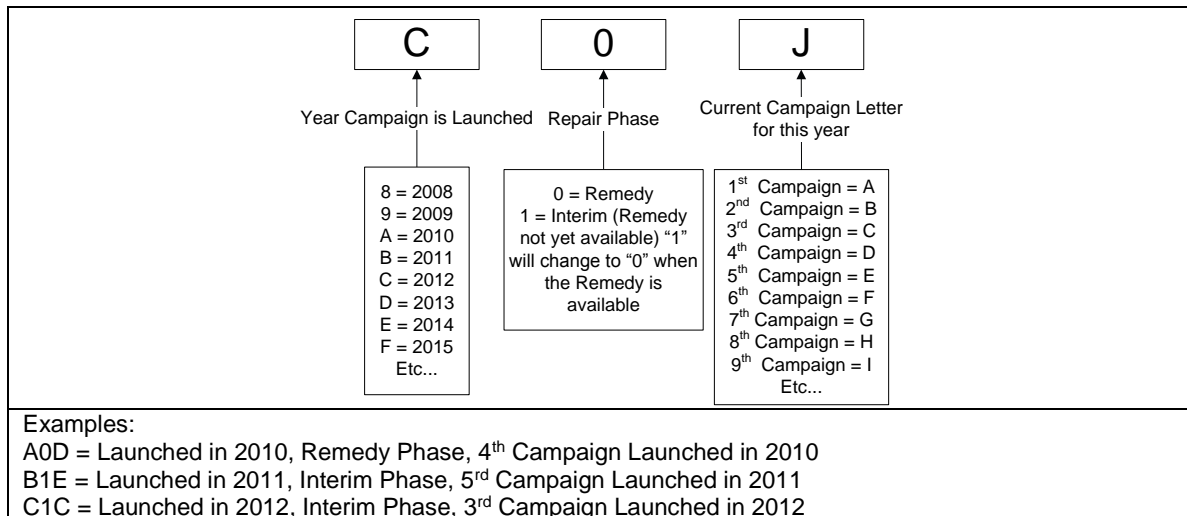 C 0 J
Year Campaign is Launched
Repair Phase
Current Campaign Letter
for this year
8 = 2008
9 = 2009
A = 2010
B = 2011
C = 2012
D = 2013
E = 2014
F = 2015
Etc...
0 = Remedy
1 = Interim (Remedy
not yet available) “1”
will change to “0” when
the Remedy is
available
1st Campaign = A
2nd Campaign = B
3rd Campaign = C
4th Campaign = D
5th Campaign = E
6th Campaign = F
7th Campaign = G
8th Campaign = H
9th Campaign = I
Etc...
Examples:
A0D = Launched in 2010, Remedy Phase, 4th Campaign Launched in 2010
B1E = Launched in 2011, Interim Phase, 5rd Campaign Launched in 2011
C1C = Launched in 2012, Interim Phase, 3rd Campaign Launched in 2012